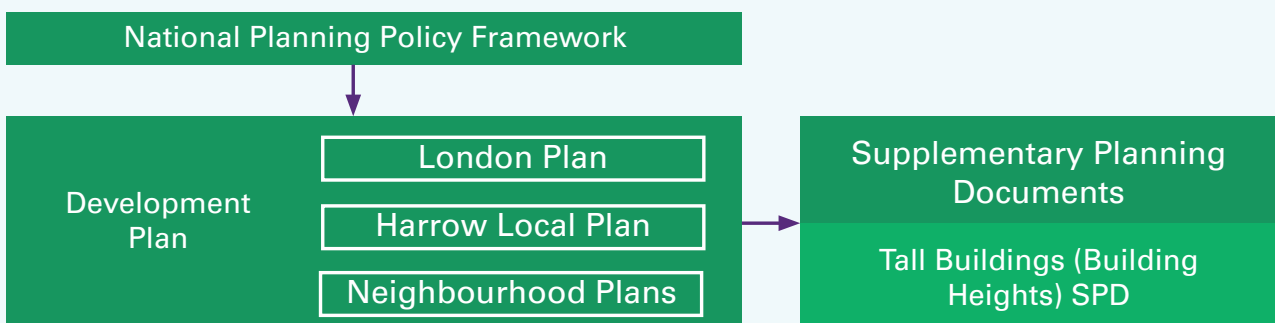 National Planning Policy Framework
Development
Plan
London Plan
Harrow Local Plan
Neighbourhood Plans
Supplementary Planning
Documents
Tall Buildings (Building
Heights) SPD